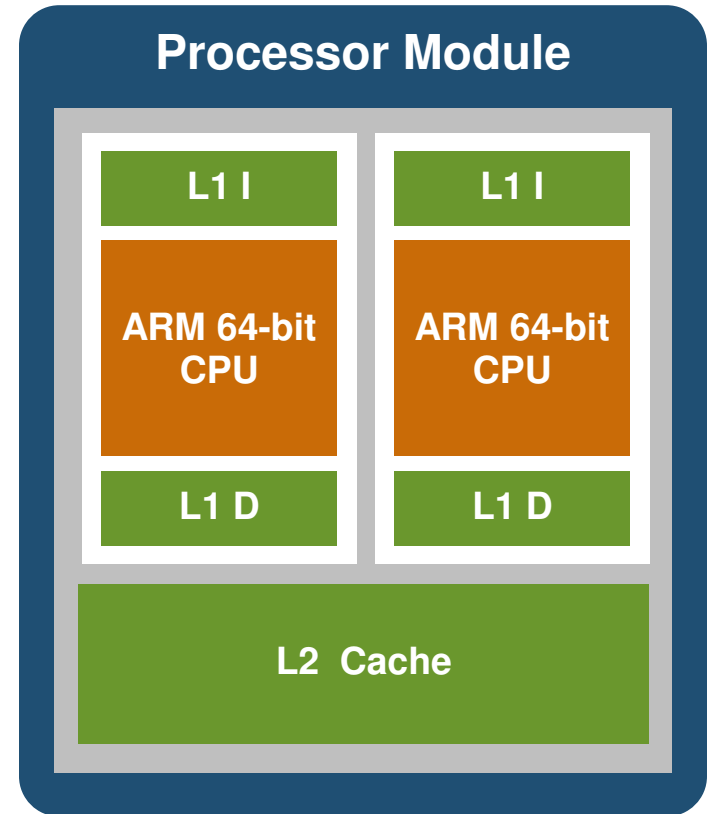 Processor Module
L1 I
ARM 64-bit
CPU
L1 D
L1 I
ARM 64-bit
CPU
L1 D
L2 Cache